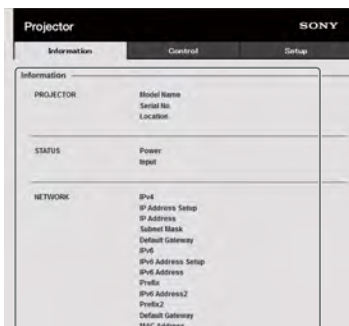 Projector SONY
Information Control Setup
Information
PROJECTOR Model Name
Serial No.
Location
STATUS Power
Input
NETWORK IPv4
IP Address Setup
IP Address
Subnet Mask
Default Gateway
IPv6
IPv6 Address Setup
IPv6 Address
Prefix
IPv6 Address2
Prefix2
Default Gateway
MAC Address